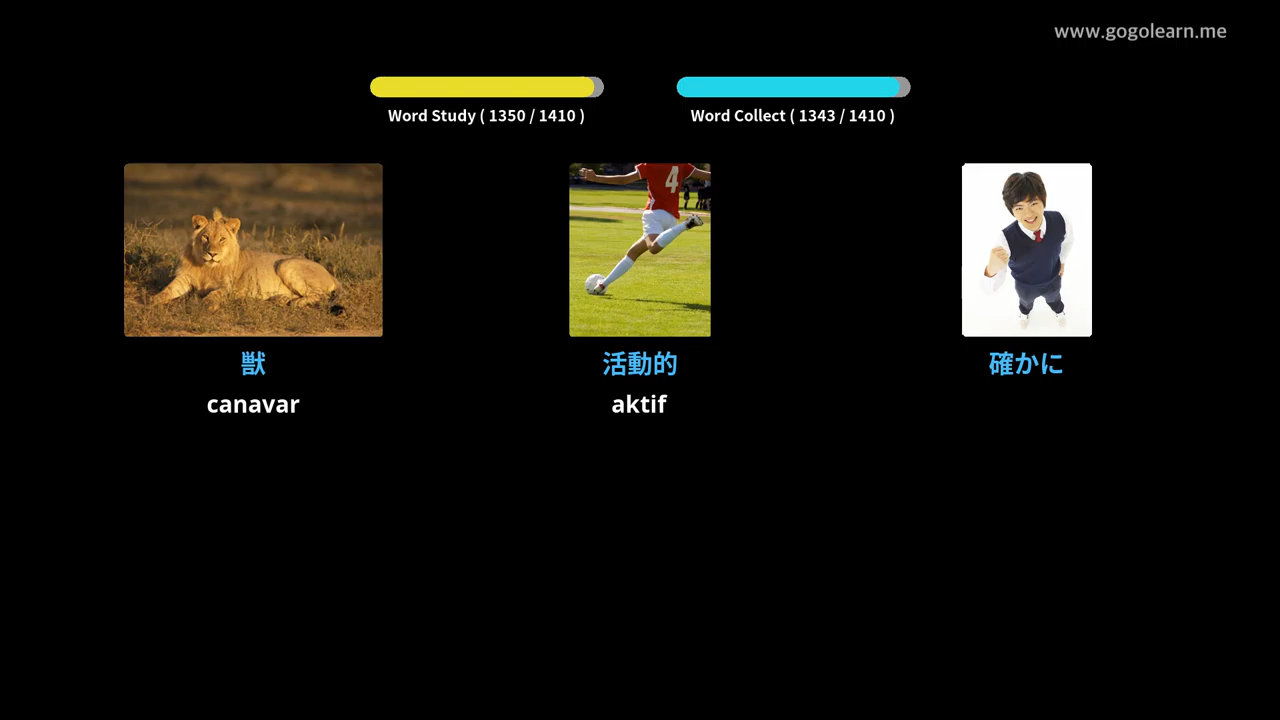 www.gogolearn.me
Word Study ( 1350 / 1410 )
Word Collect ( 1343 / 1410 )
4
獣
活動的
確かに
canavar
aktif